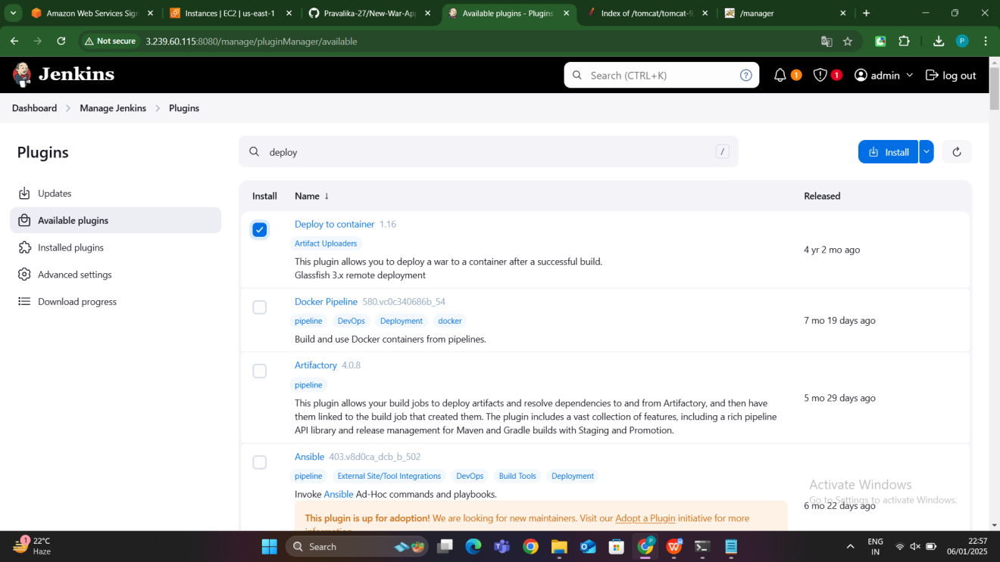 Amazon Web Services Sign
Instances | EC2 | us-east-1
Pravalika-27/New-War-App
Available plugins - Plugins
Index of /tomcat/tomcat-9
/manager
Not secure
3.239.60.115:8080/manage/pluginManager/available
P
Jenkins
Search (CTRL+K)
?
1
1
admin
log out
Dashboard
Manage Jenkins
Plugins
Plugins
deploy
/
Install
Updates
Available plugins
Installed plugins
Advanced settings
Download progress
Install
Name ↓
Released
Deploy to container 1.16
Artifact Uploaders
This plugin allows you to deploy a war to a container after a successful build.
Glassfish 3.x remote deployment
4 yr 2 mo ago
Docker Pipeline 580.vc0c340686b_54
pipeline DevOps Deployment docker
Build and use Docker containers from pipelines.
7 mo 19 days ago
Artifactory 4.0.8
pipeline
This plugin allows your build jobs to deploy artifacts and resolve dependencies to and from Artifactory, and then have
them linked to the build job that created them. The plugin includes a vast collection of features, including a rich pipeline
API library and release management for Maven and Gradle builds with Staging and Promotion.
5 mo 29 days ago
Ansible 403.v8d0ca_dcb_b_502
pipeline External Site/Tool Integrations DevOps Build Tools Deployment
Invoke Ansible Ad-Hoc commands and playbooks.
This plugin is up for adoption! We are looking for new maintainers. Visit our Adopt a Plugin initiative for more
information.
6 mo 22 days ago
Activate Windows
Go to Settings to activate Windows.
1
22°C
Haze
Search
ENG
IN
22:57
06/01/2025